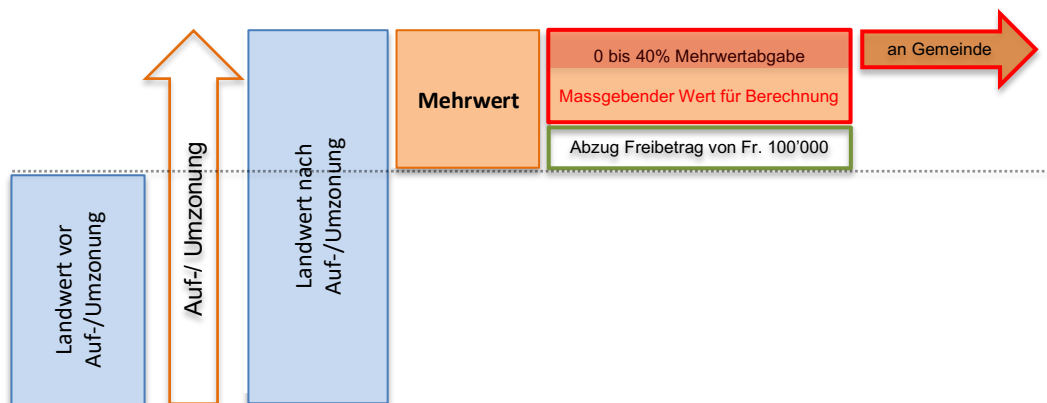 Landwert vor
Auf-/Umzonung
Auf-/ Umzonung
Landwert nach
Auf-/Umzonung
Mehrwert
0 bis 40% Mehrwertabgabe
Massgebender Wert für Berechnung
Abzug Freibetrag von Fr. 100’000
an Gemeinde